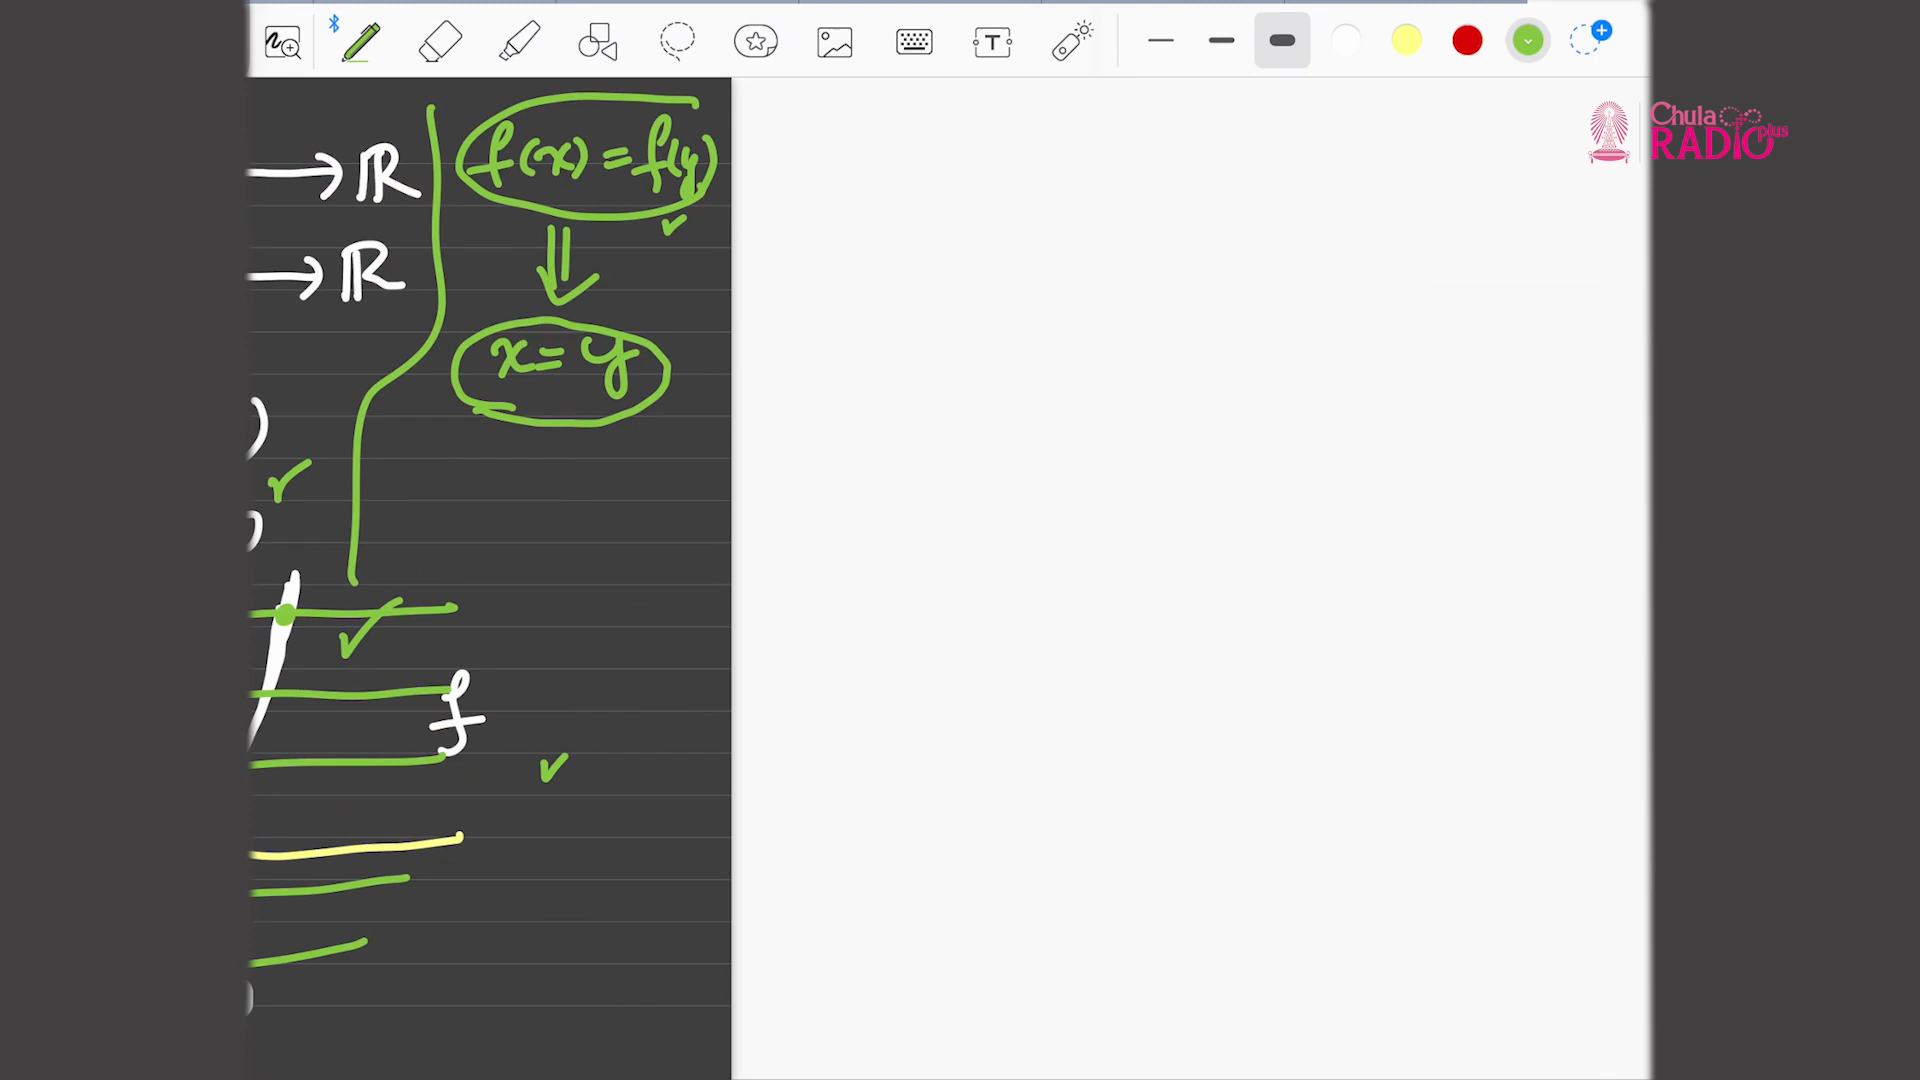 Chula
RADIO plus
→ ℝ
→ ℝ
f(x) = f(y)
✓
⇓
x = y
)
✓
f
✓
T